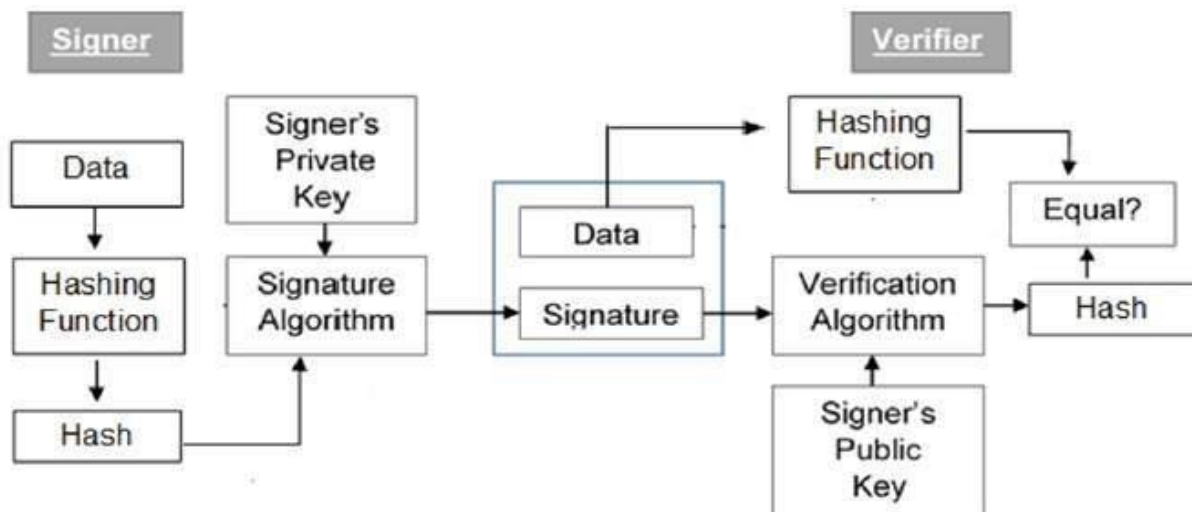 Signer
Verifier
Signer's
Private
Key
Hashing
Function
Data
Equal?
Data
Hashing
Function
Signature
Algorithm
Signature
Verification
Algorithm
Hash
Hash
Signer's
Public
Key